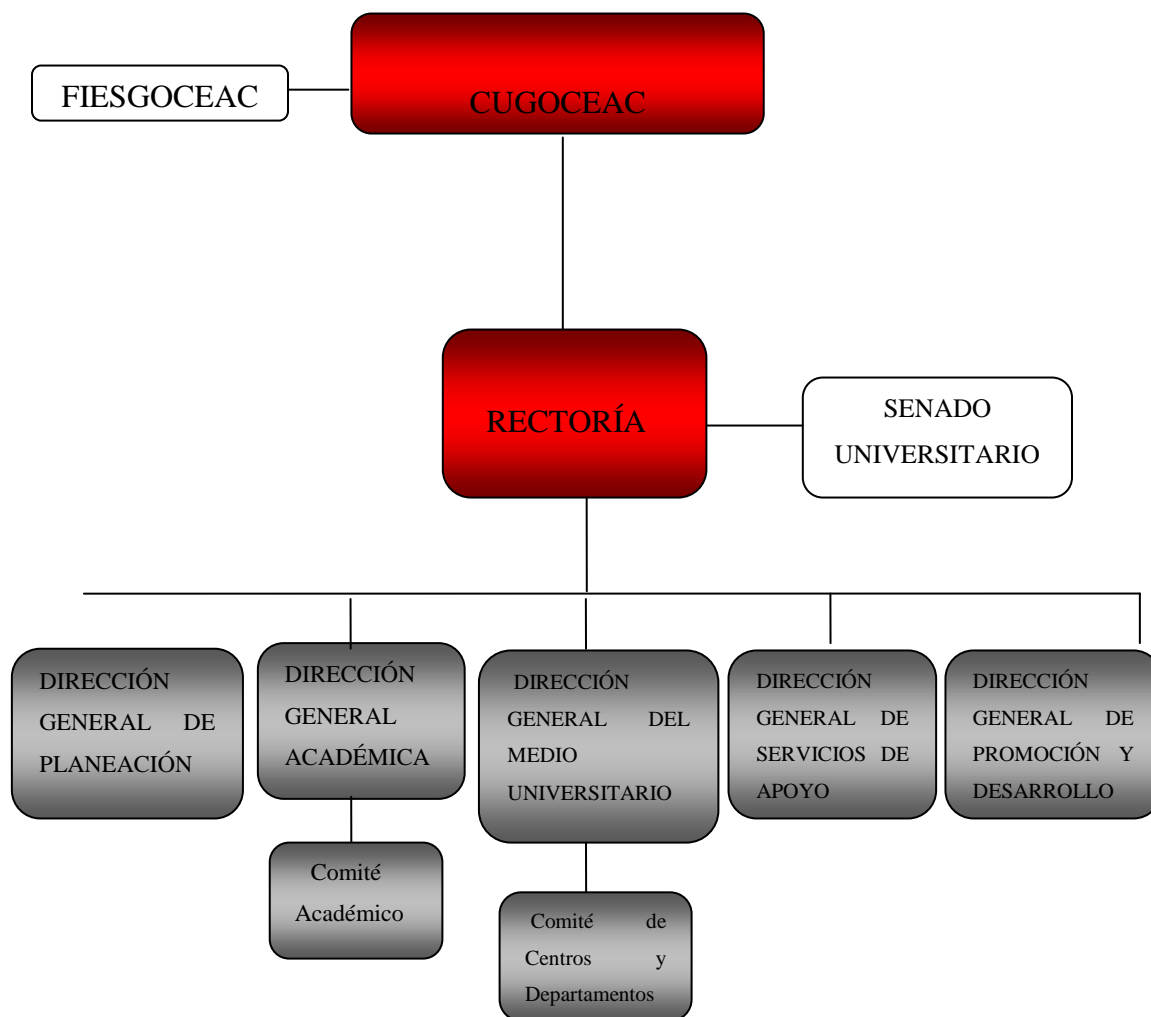 FIESGOCEAC
CUGOCEAC
RECTORÍA
SENADO
UNIVERSITARIO
DIRECCIÓN
GENERAL DE
PLANEACIÓN
DIRECCIÓN
GENERAL
ACADÉMICA
DIRECCIÓN
GENERAL DEL
MEDIO
UNIVERSITARIO
DIRECCIÓN
GENERAL DE
SERVICIOS DE
APOYO
DIRECCIÓN
GENERAL DE
PROMOCIÓN Y
DESARROLLO
Comité
Académico
Comité de
Centros y
Departamentos